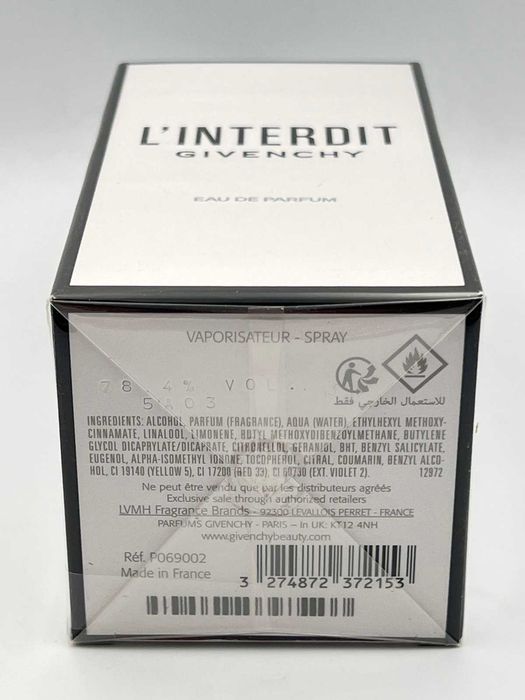 L'INTERDIT
GIVENCHY
EAU DE PARFUM
VAPORISATEUR - SPRAY
78.4% VOL.
5U03
للاستعمال الخارجي فقط
INGREDIENTS: ALCOHOL, PARFUM (FRAGRANCE), AQUA (WATER), ETHYLHEXYL METHOXY-
CINNAMATE, LINALOOL, LIMONENE, BUTYL METHOXYDIBENZOYLMETHANE, BUTYLENE
GLYCOL DICAPRYLATE/DICAPRATE, CITRONELLOL, GERANIOL, BHT, BENZYL SALICYLATE,
EUGENOL, ALPHA-ISOMETHYL IONONE, TOCOPHEROL, CITRAL, COUMARIN, BENZYL ALCO-
HOL, CI 19140 (YELLOW 5), CI 17200 (RED 33), CI 60730 (EXT. VIOLET 2). 12972
Ne peut être vendu que par les distributeurs agréés
Exclusive sale through authorized retailers
LVMH Fragrance Brands - 92300 LEVALLOIS PERRET - FRANCE
PARFUMS GIVENCHY - PARIS - In UK: KT12 4NH
www.givenchybeauty.com
Réf. P069002
Made in France
3 274872 372153